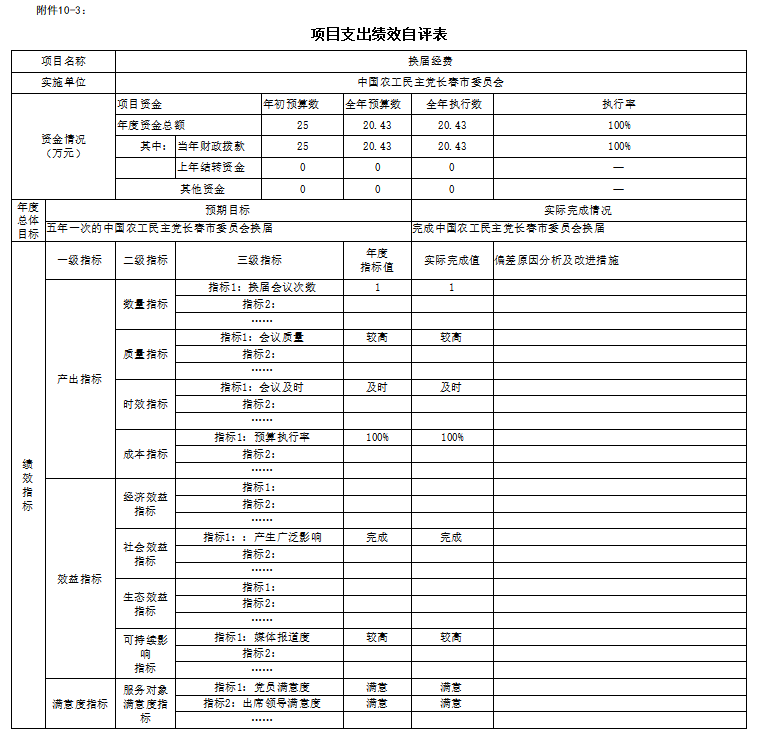 附件10-3：
项目支出绩效自评表
项目名称 换届经费
实施单位 中国农工民主党长春市委员会
资金情况
（万元）
项目资金 年初预算数 全年预算数 全年执行数 执行率
年度资金总额 25 20.43 20.43 100%
其中：当年财政拨款 25 20.43 20.43 100%
上年结转资金 0 0 0 —
其他资金 0 0 0 —
年度
总体
目标
预期目标 实际完成情况
五年一次的中国农工民主党长春市委员会换届 完成中国农工民主党长春市委员会换届
绩
效
指
标
一级指标 二级指标 三级指标 年度
指标值 实际完成值 偏差原因分析及改进措施
产出指标
数量指标
指标1：换届会议次数 1 1
指标2：
……
质量指标
指标1：会议质量 较高 较高
指标2：
……
时效指标
指标1：会议及时 及时 及时
指标2：
……
成本指标
指标1：预算执行率 100% 100%
指标2：
……
效益指标
经济效益
指标
指标1：
指标2：
……
社会效益
指标
指标1：：产生广泛影响 完成 完成
指标2：
……
生态效益
指标
指标1：
指标2：
……
可持续影
响
指标
指标1：媒体报道度 较高 较高
指标2：
……
满意度指标
服务对象
满意度指
标
指标1：党员满意度 满意 满意
指标2：出席领导满意度 满意 满意
……